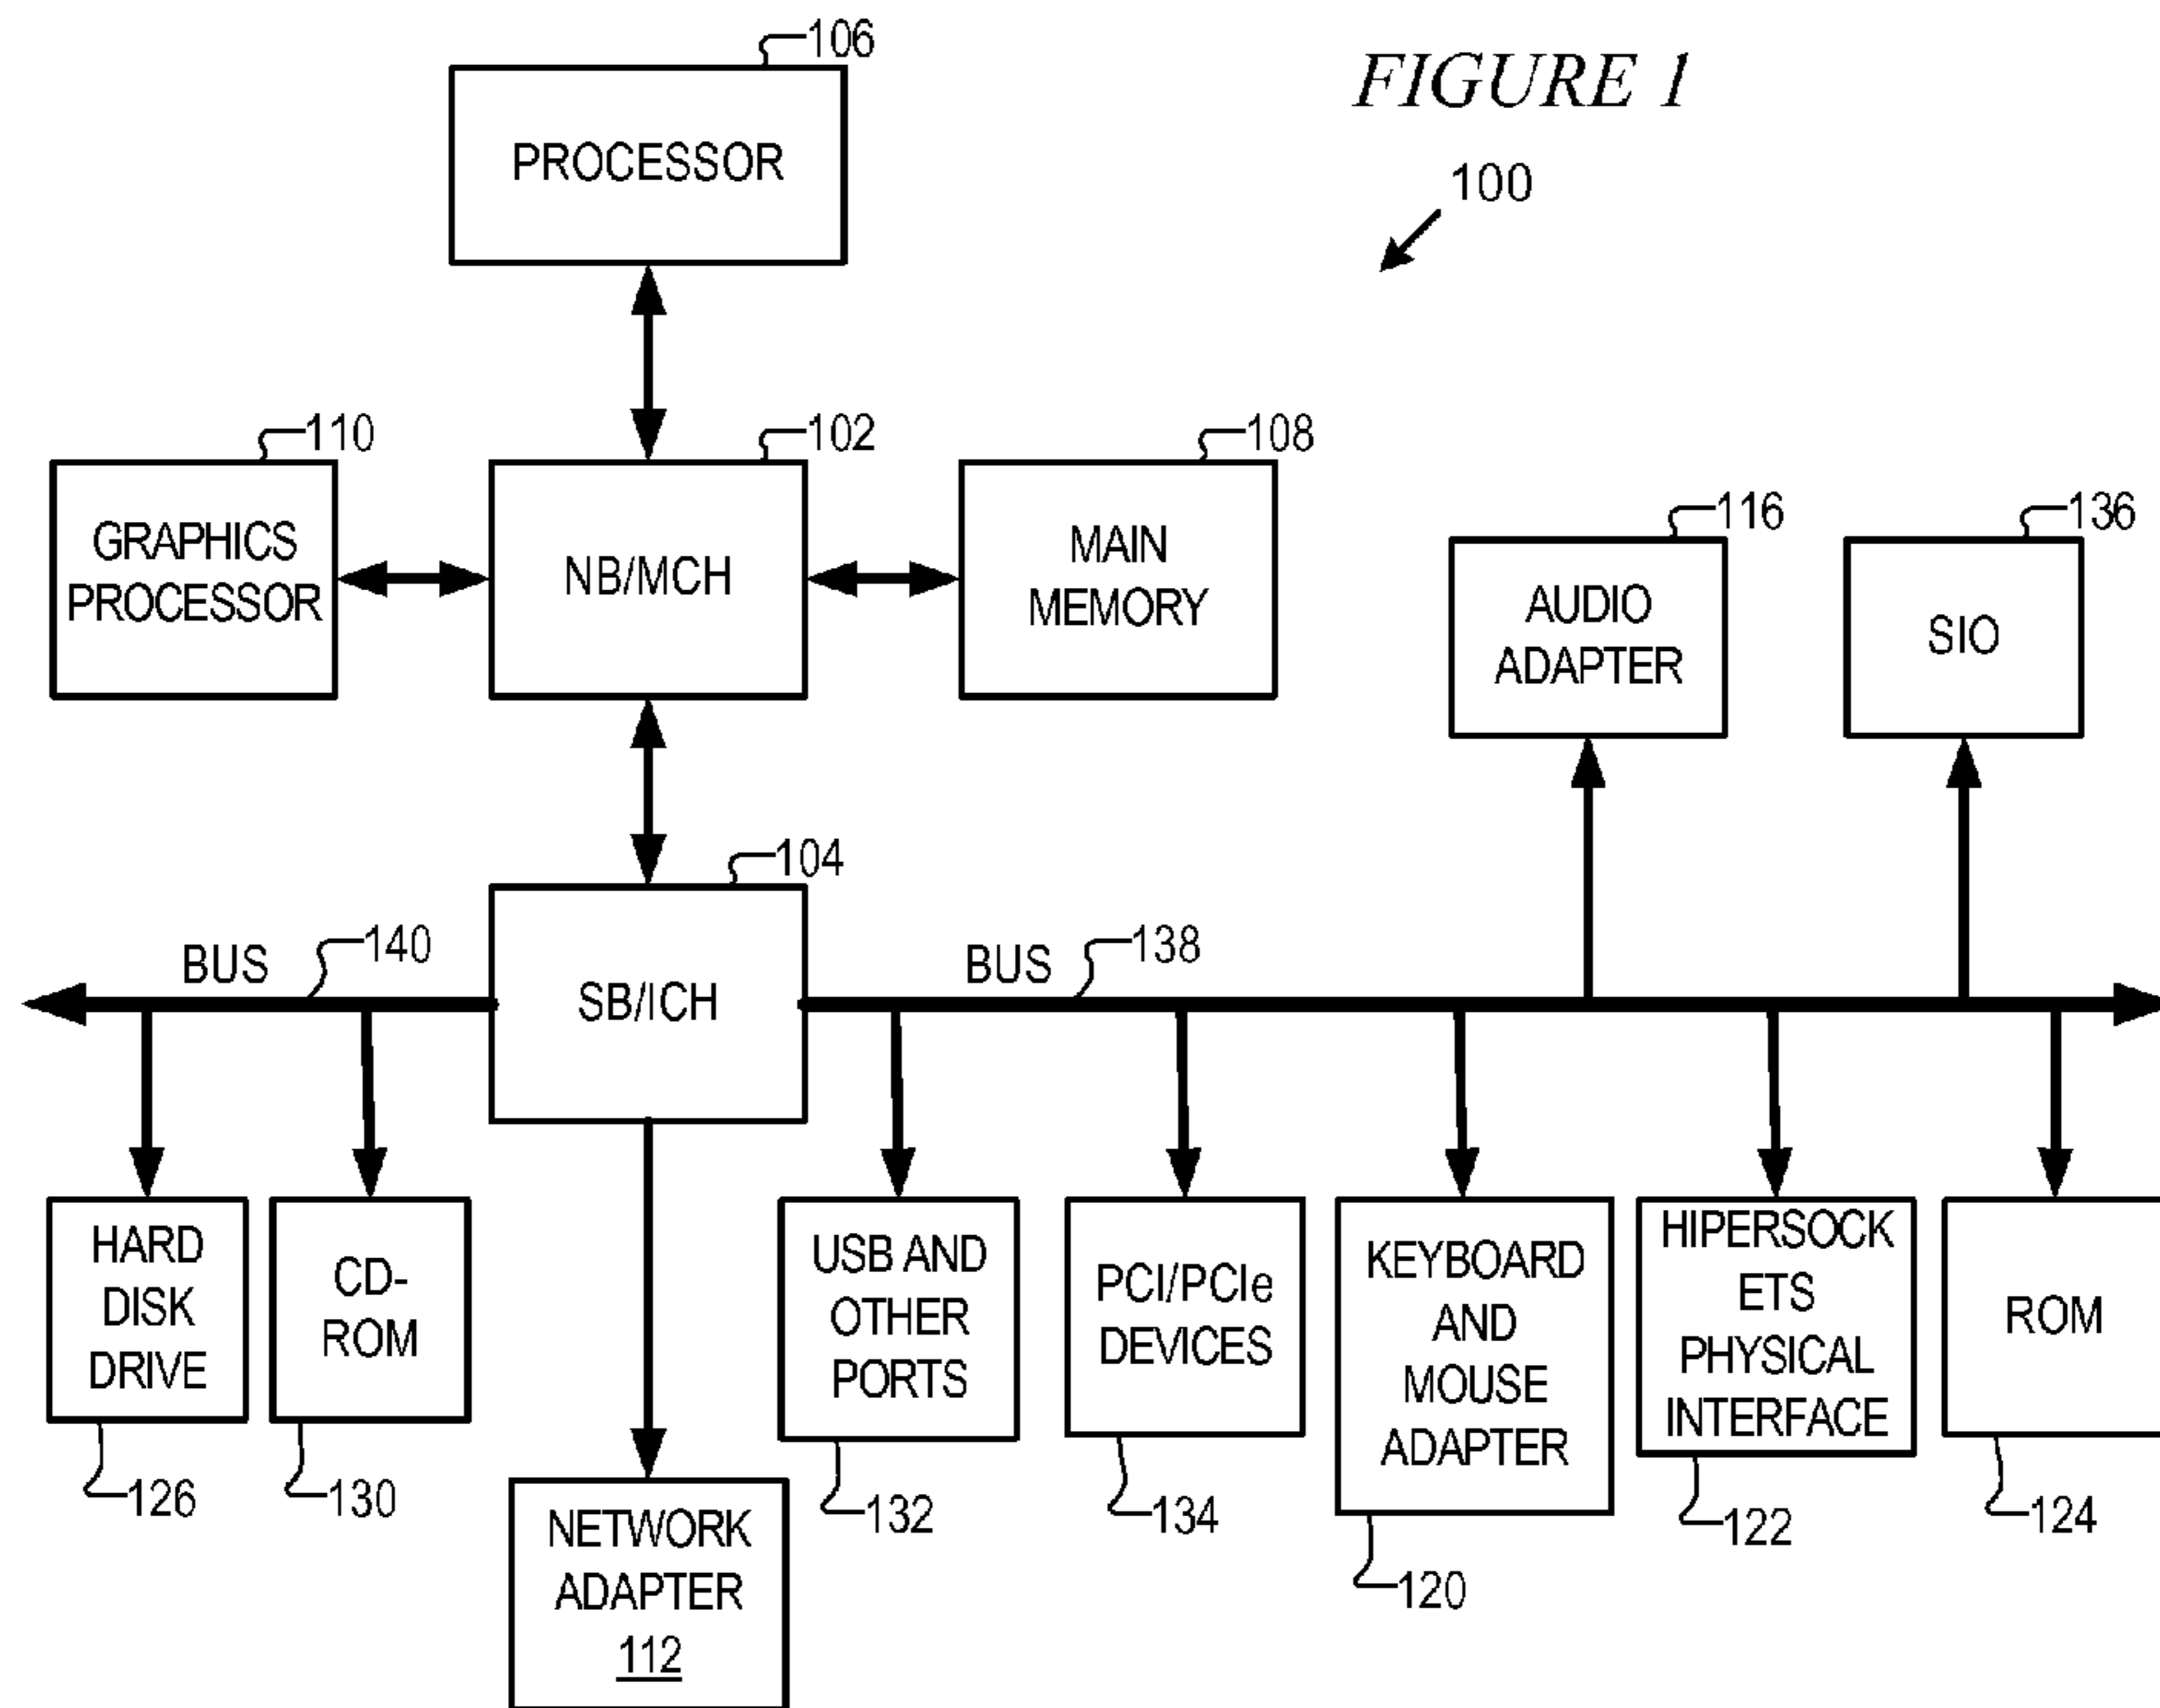 FIGURE 1
100
106
PROCESSOR
110
GRAPHICS
PROCESSOR
102
NB/MCH
108
MAIN
MEMORY
116
AUDIO
ADAPTER
136
SIO
104
SB/ICH
BUS
140
BUS
138
HARD
DISK
DRIVE
126
CD-
ROM
130
NETWORK
ADAPTER
112
USB AND
OTHER
PORTS
132
PCI/PCIe
DEVICES
134
KEYBOARD
AND
MOUSE
ADAPTER
120
HIPERSOCK
ETS
PHYSICAL
INTERFACE
122
ROM
124